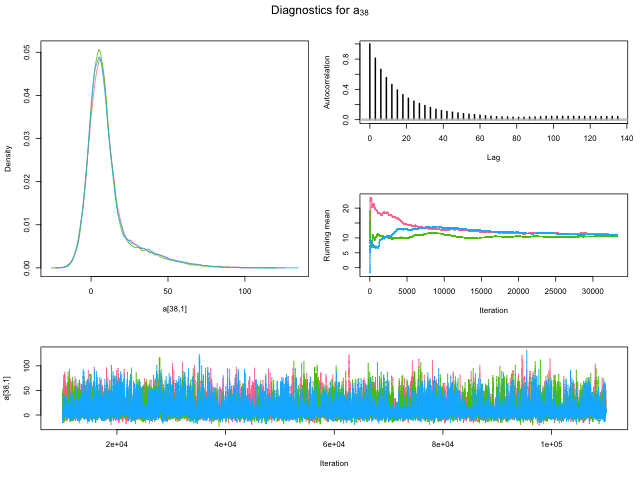 Diagnostics for a38
Density
0.00 0.01 0.02 0.03 0.04 0.05
0 50 100
a[38,1]
Autocorrelation
0.0 0.4 0.8
0 20 40 60 80 100 120 140
Lag
Running mean
0 5 10 20
0 5000 10000 15000 20000 25000 30000
Iteration
a[38,1]
0 50 100
2e+04 4e+04 6e+04 8e+04 1e+05
Iteration